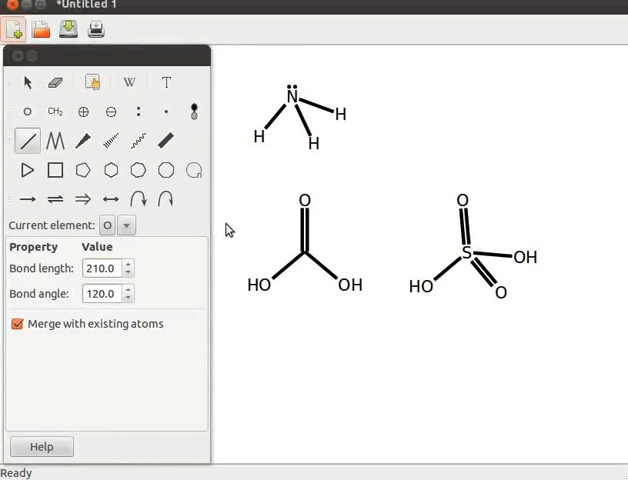 *Untitled 1
W T
CH₂
Current element: O
Property Value
Bond length: 210.0
Bond angle: 120.0
Merge with existing atoms
Help
Ready
N
H
H
H
O
HO
OH
O
S
OH
HO
O